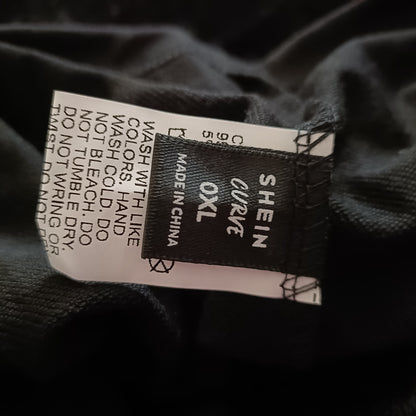 SHEIN
CURVE
0XL
MADE IN CHINA
WASH WITH LIKE
COLORS. HAND
WASH COLD. DO
NOT BLEACH. DO
NOT TUMBLE DRY.
DO NOT WRING OR